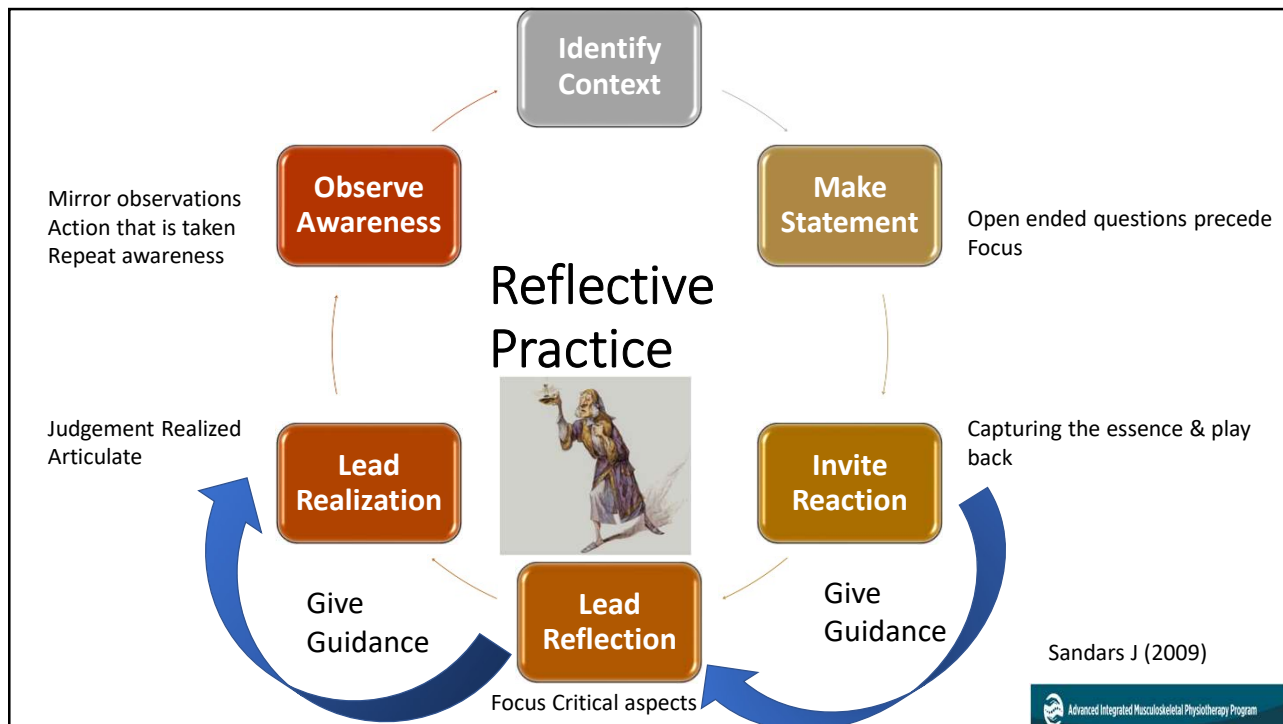 Identify
Context
Make
Statement
Open ended questions precede
Focus
Invite
Reaction
Capturing the essence & play
back
Give
Guidance
Lead
Reflection
Focus Critical aspects
Give
Guidance
Lead
Realization
Judgement Realized
Articulate
Observe
Awareness
Mirror observations
Action that is taken
Repeat awareness
Reflective
Practice
Sandars J (2009)
Advanced Integrated Musculoskeletal Physiotherapy Program